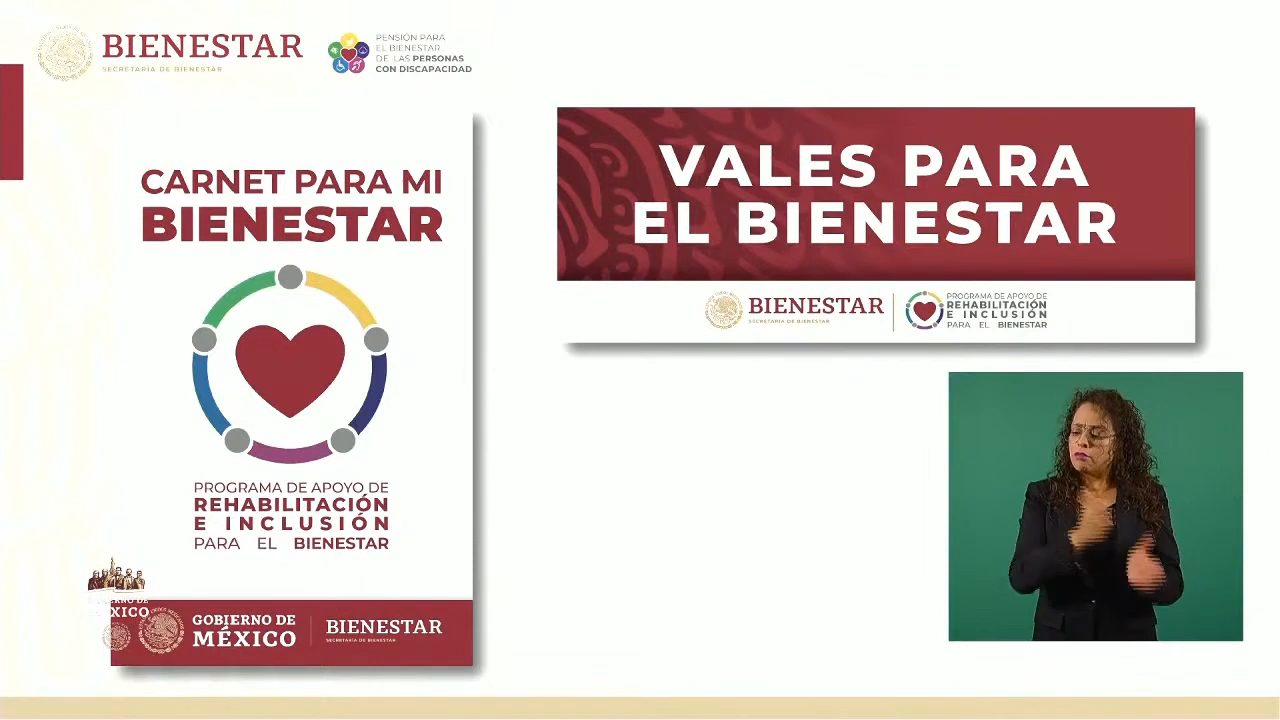 BIENESTAR
SECRETARÍA DE BIENESTAR
PENSIÓN PARA
EL BIENESTAR
DE LAS PERSONAS
CON DISCAPACIDAD
CARNET PARA MI
BIENESTAR
PROGRAMA DE APOYO DE
REHABILITACIÓN
E INCLUSIÓN
PARA EL BIENESTAR
GOBIERNO DE
MÉXICO
BIENESTAR
SECRETARÍA DE BIENESTAR
VALES PARA
EL BIENESTAR
BIENESTAR
SECRETARÍA DE BIENESTAR
PROGRAMA DE APOYO DE
REHABILITACIÓN
E INCLUSIÓN
PARA EL BIENESTAR